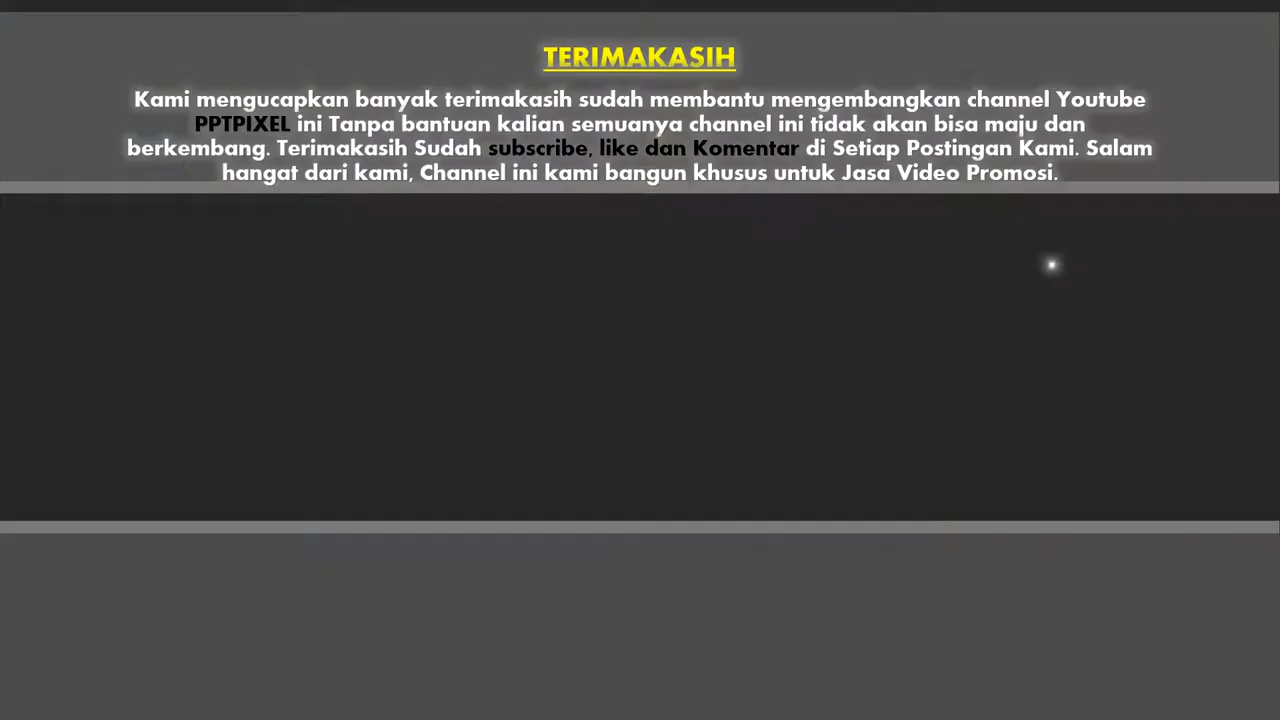 TERIMAKASIH
Kami mengucapkan banyak terimakasih sudah membantu mengembangkan channel Youtube
PPTPIXEL ini Tanpa bantuan kalian semuanya channel ini tidak akan bisa maju dan
berkembang. Terimakasih Sudah subscribe, like dan Komentar di Setiap Postingan Kami. Salam
hangat dari kami, Channel ini kami bangun khusus untuk Jasa Video Promosi.